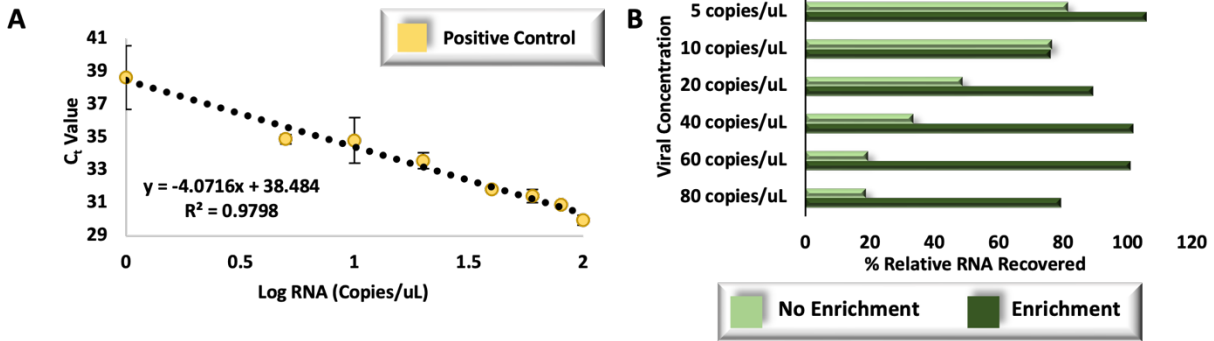 A
41
39
37
35
33
31
29
Ct Value
Positive Control
y = -4.0716x + 38.484
R² = 0.9798
0
0.5
1
1.5
2
Log RNA (Copies/uL)
B
Viral Concentration
5 copies/uL
10 copies/uL
20 copies/uL
40 copies/uL
60 copies/uL
80 copies/uL
0
20
40
60
80
100
120
% Relative RNA Recovered
No Enrichment
Enrichment